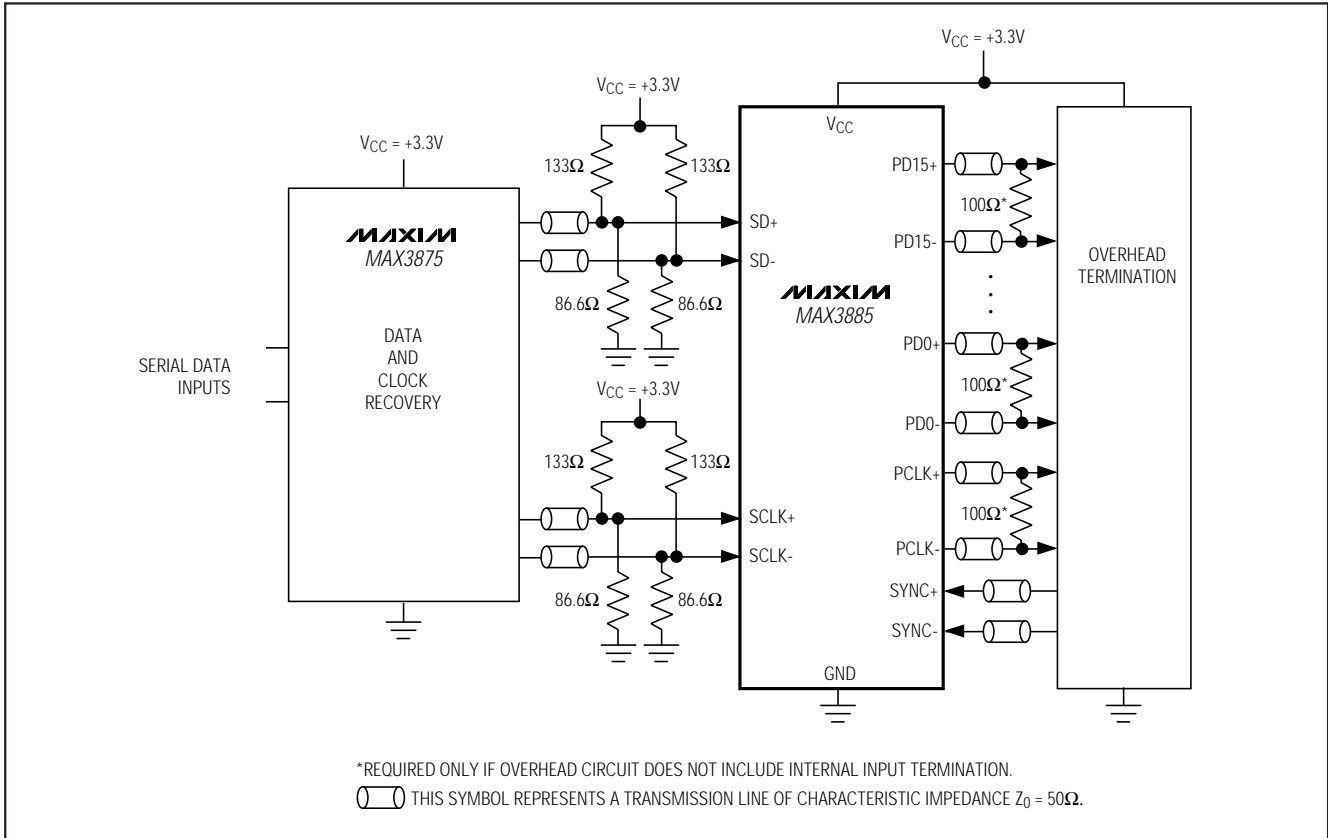 V_CC = +3.3V
V_CC = +3.3V
V_CC = +3.3V
MAXIM
MAX3875
DATA
AND
CLOCK
RECOVERY
SERIAL DATA
INPUTS
133Ω
133Ω
86.6Ω
86.6Ω
V_CC = +3.3V
133Ω
133Ω
86.6Ω
86.6Ω
V_CC
SD+
SD-
MAXIM
MAX3885
SCLK+
SCLK-
GND
PD15+
100Ω*
PD15-
PD0+
100Ω*
PD0-
PCLK+
100Ω*
PCLK-
SYNC+
SYNC-
OVERHEAD
TERMINATION
*REQUIRED ONLY IF OVERHEAD CIRCUIT DOES NOT INCLUDE INTERNAL INPUT TERMINATION.
THIS SYMBOL REPRESENTS A TRANSMISSION LINE OF CHARACTERISTIC IMPEDANCE Z_0 = 50Ω.